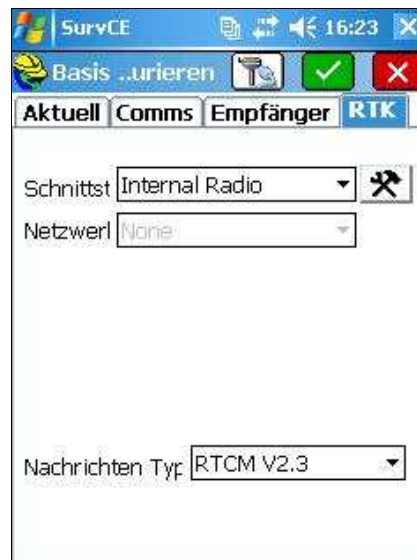 SurvCE 16:23
Basis ..urieren
Aktuell Comms Empfänger RTK
Schnittst Internal Radio
Netzwerl None
Nachrichten Typ RTCM V2.3